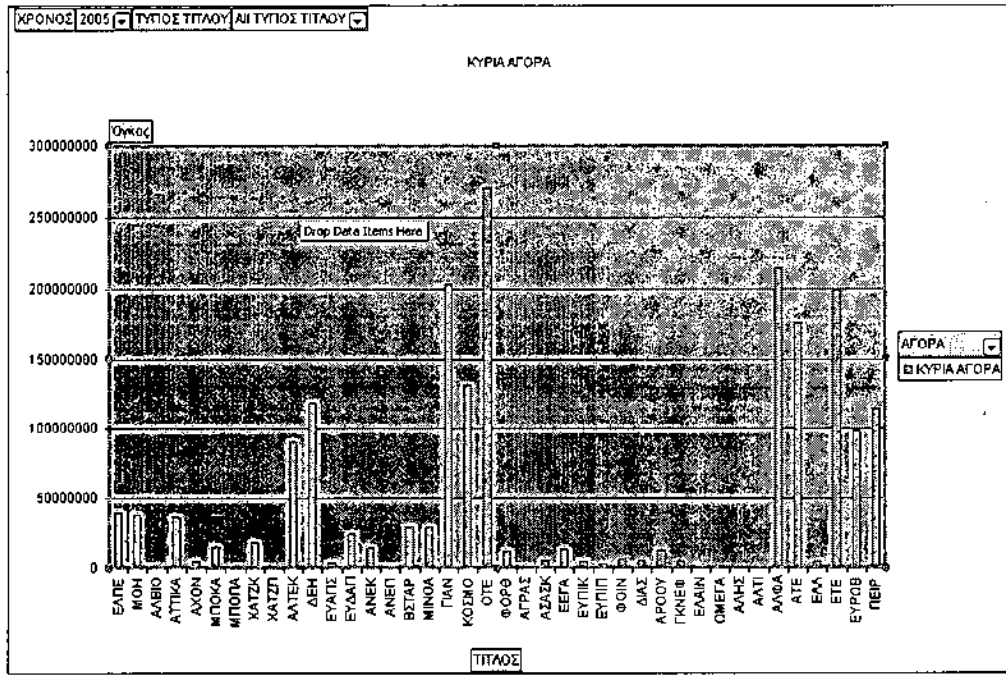 ΧΡΟΝΟΣ 2005 ΤΥΠΟΣ ΤΙΤΛΟΥ All ΤΥΠΟΣ ΤΙΤΛΟΥ
ΚΥΡΙΑ ΑΓΟΡΑ
Όγκος
300000000
250000000
Drop Data Items Here
200000000
150000000
100000000
50000000
0
ΑΓΟΡΑ
ΚΥΡΙΑ ΑΓΟΡΑ
ΕΛΠΕ
ΜΟΗ
ΑΛΒΙΟ
ΑΤΤΙΚΑ
ΑΧΟΝ
ΜΠΟΚΑ
ΜΠΟΠΑ
ΧΑΤΖΚ
ΧΑΤΖΠ
ΑΛΤΕΚ
ΔΕΗ
ΕΥΑΠΣ
ΕΥΔΑΠ
ΑΝΕΚ
ΑΝΕΠ
ΒΣΤΑΡ
ΜΙΝΟΑ
ΓΙΑΝ
ΚΟΣΜΟ
ΟΤΕ
ΦΟΡΘ
ΑΓΡΑΣ
ΑΣΑΣΚ
ΕΕΓΑ
ΕΥΠΙΚ
ΕΥΠΙΠ
ΦΟΙΝ
ΔΙΑΣ
ΑΡΟΟΥ
ΓΚΝΕΦ
ΕΛΑΙΝ
ΩΜΕΓΑ
ΑΛΗΣ
ΑΛΤΙ
ΑΛΦΑ
ΑΤΕ
ΕΛΛ
ΕΤΕ
ΕΥΡΩΒ
ΠΕΙΡ
ΤΙΤΛΟΣ